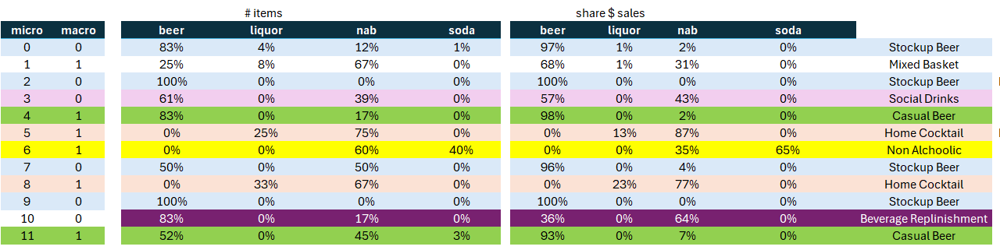 # items share $ sales
micro macro beer liquor nab soda beer liquor nab soda
0 0 83% 4% 12% 1% 97% 1% 2% 0% Stockup Beer
1 1 25% 8% 67% 0% 68% 1% 31% 0% Mixed Basket
2 0 100% 0% 0% 0% 100% 0% 0% 0% Stockup Beer
3 0 61% 0% 39% 0% 57% 0% 43% 0% Social Drinks
4 1 83% 0% 17% 0% 98% 0% 2% 0% Casual Beer
5 1 0% 25% 75% 0% 0% 13% 87% 0% Home Cocktail
6 1 0% 0% 60% 40% 0% 0% 35% 65% Non Alchoolic
7 0 50% 0% 50% 0% 96% 0% 4% 0% Stockup Beer
8 1 0% 33% 67% 0% 0% 23% 77% 0% Home Cocktail
9 0 100% 0% 0% 0% 100% 0% 0% 0% Stockup Beer
10 0 83% 0% 17% 0% 36% 0% 64% 0% Beverage Replinishment
11 1 52% 0% 45% 3% 93% 0% 7% 0% Casual Beer